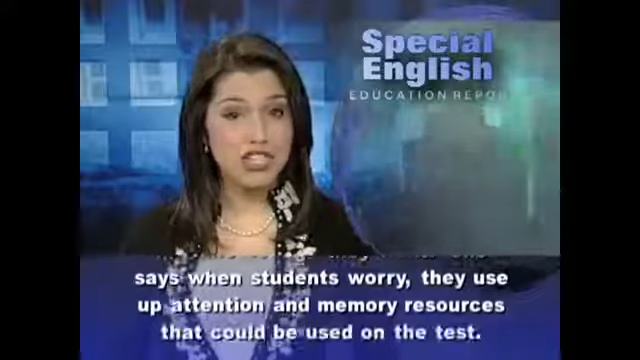 Special
English
EDUCATION REPO
says when students worry, they use
up attention and memory resources
that could be used on the test.